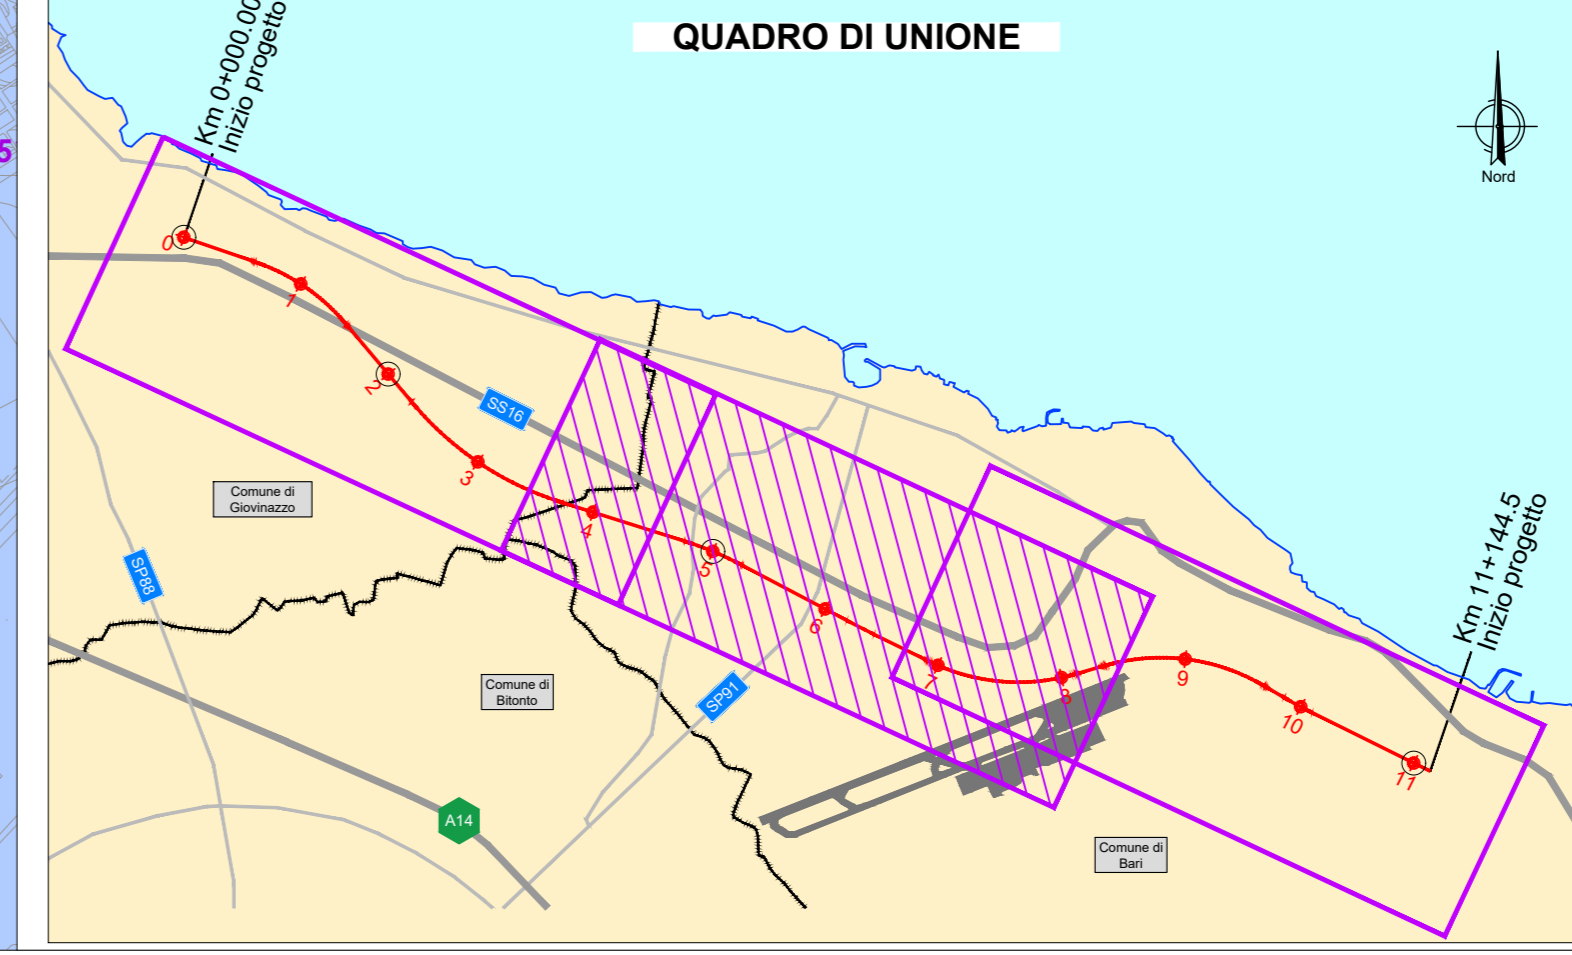 QUADRO DI UNIONE
Km 0+000.00
Inizio progetto
Nord
5
0
1
2
3
4
5
6
7
8
9
10
11
SS16
Comune di
Giovinazzo
SP88
Comune di
Bitonto
SP91
A14
Comune di
Bari
Km 11+144.5
Inizio progetto